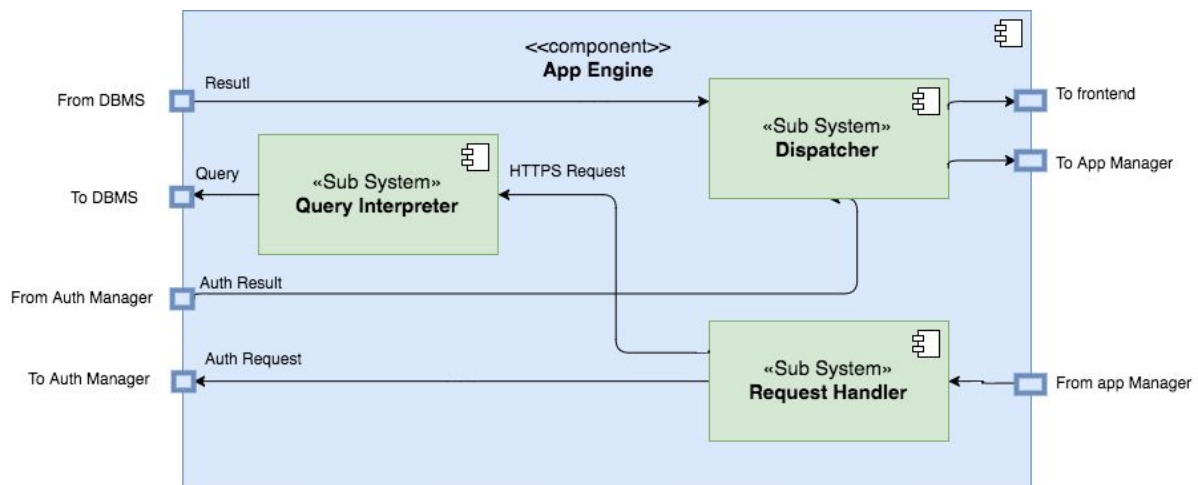 <<component>>
App Engine
Resutl
From DBMS
To frontend
«Sub System»
Dispatcher
To App Manager
Query
HTTPS Request
«Sub System»
Query Interpreter
To DBMS
Auth Result
From Auth Manager
Auth Request
To Auth Manager
«Sub System»
Request Handler
From app Manager